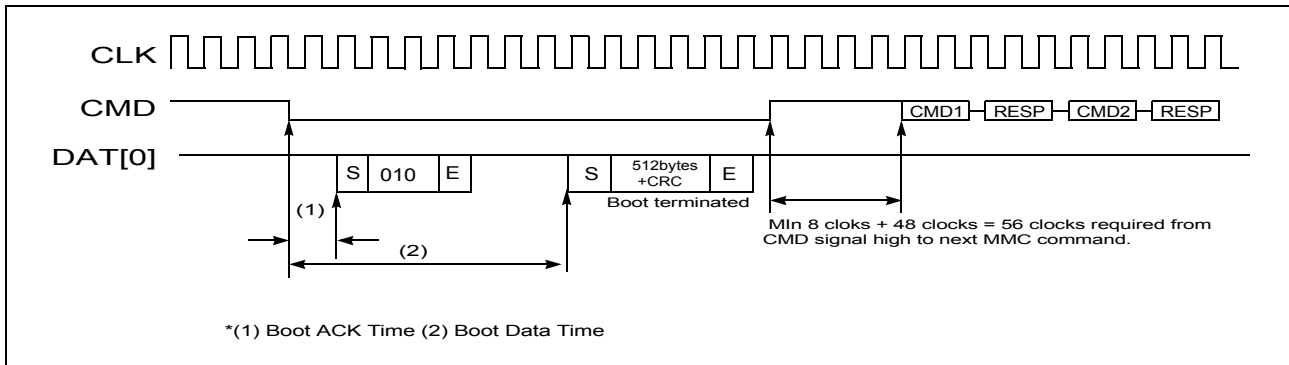 CLK
CMD
CMD1 RESP CMD2 RESP
DAT[0]
S 010 E S 512bytes +CRC E
Boot terminated
(1)
(2)
MIn 8 cloks + 48 clocks = 56 clocks required from
CMD signal high to next MMC command.
*(1) Boot ACK Time (2) Boot Data Time